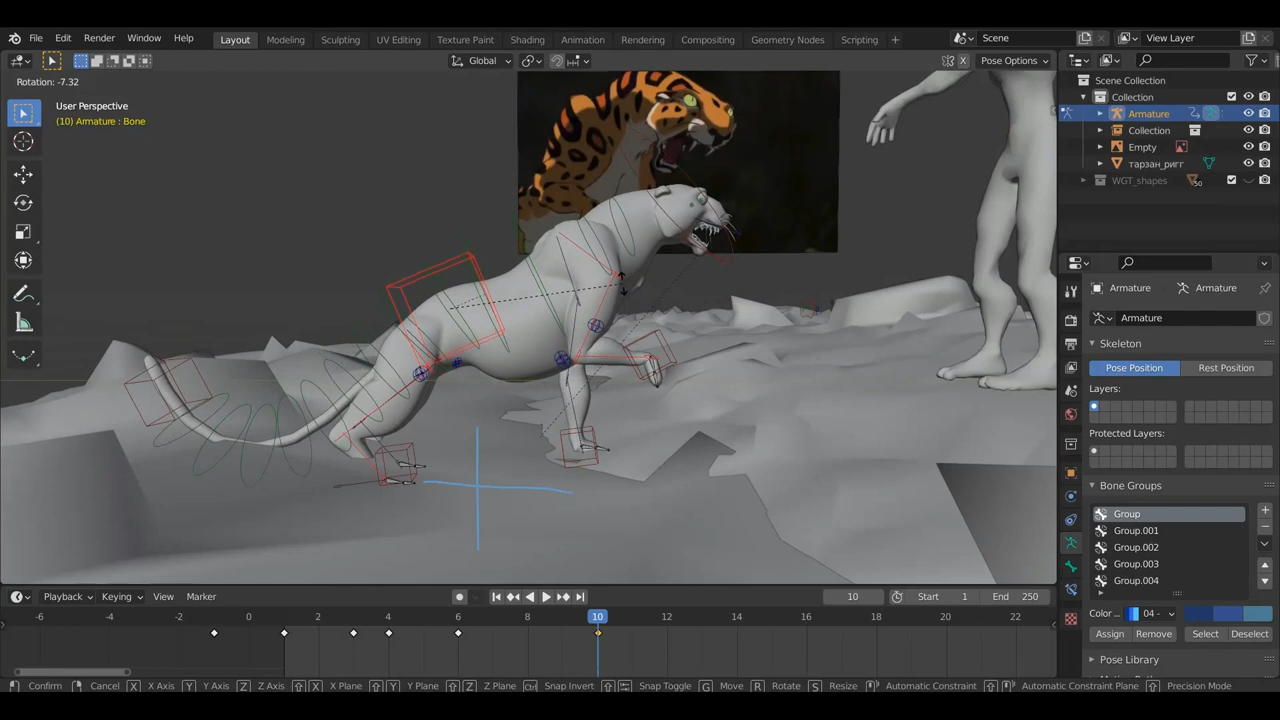 File Edit Render Window Help Layout Modeling Sculpting UV Editing Texture Paint Shading Animation Rendering Compositing Geometry Nodes Scripting + Scene View Layer
Global Pose Options
Rotation: -7.32 X
User Perspective
(10) Armature : Bone
Scene Collection
Collection
Armature
Collection
Empty
тарзан_ригг
WGT_shapes 50
Armature Armature
Armature
Skeleton
Pose Position Rest Position
Layers:
Protected Layers:
Bone Groups
Group
Group.001
Group.002
Group.003
Group.004
Color ... 04 -
Assign Remove Select Deselect
Pose Library
Playback Keying View Marker 10 Start 1 End 250
-6 -4 -2 0 2 4 6 8 10 12 14 16 18 20 22
Confirm Cancel X X Axis Y Y Axis Z Z Axis X X Plane Y Y Plane Z Z Plane Ctrl Snap Invert Snap Toggle G Move R Rotate S Resize Automatic Constraint Automatic Constraint Plane Precision Mode